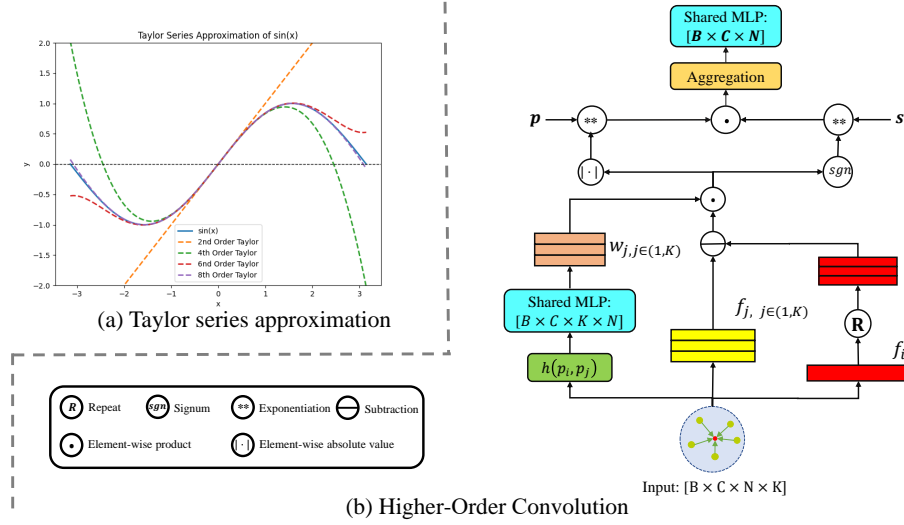 Taylor Series Approximation of sin(x)
2.0
1.5
1.0
0.5
0.0
−0.5
−1.0
−1.5
−2.0
y
sin(x)
2nd Order Taylor
4th Order Taylor
6nd Order Taylor
8th Order Taylor
−3 −2 −1 0 1 2 3
x
(a) Taylor series approximation
R Repeat
sgn Signum
** Exponentiation
Subtraction
• Element-wise product
|·| Element-wise absolute value
Shared MLP:
[B × C × N]
Aggregation
p ** • ** s
|·| sgn
•
w_{j,j∈(1,K)}
Shared MLP:
[B × C × K × N]
f_{j, j∈(1,K)}
R
h(p_i, p_j)
f_i
Input: [B × C × N × K]
(b) Higher-Order Convolution